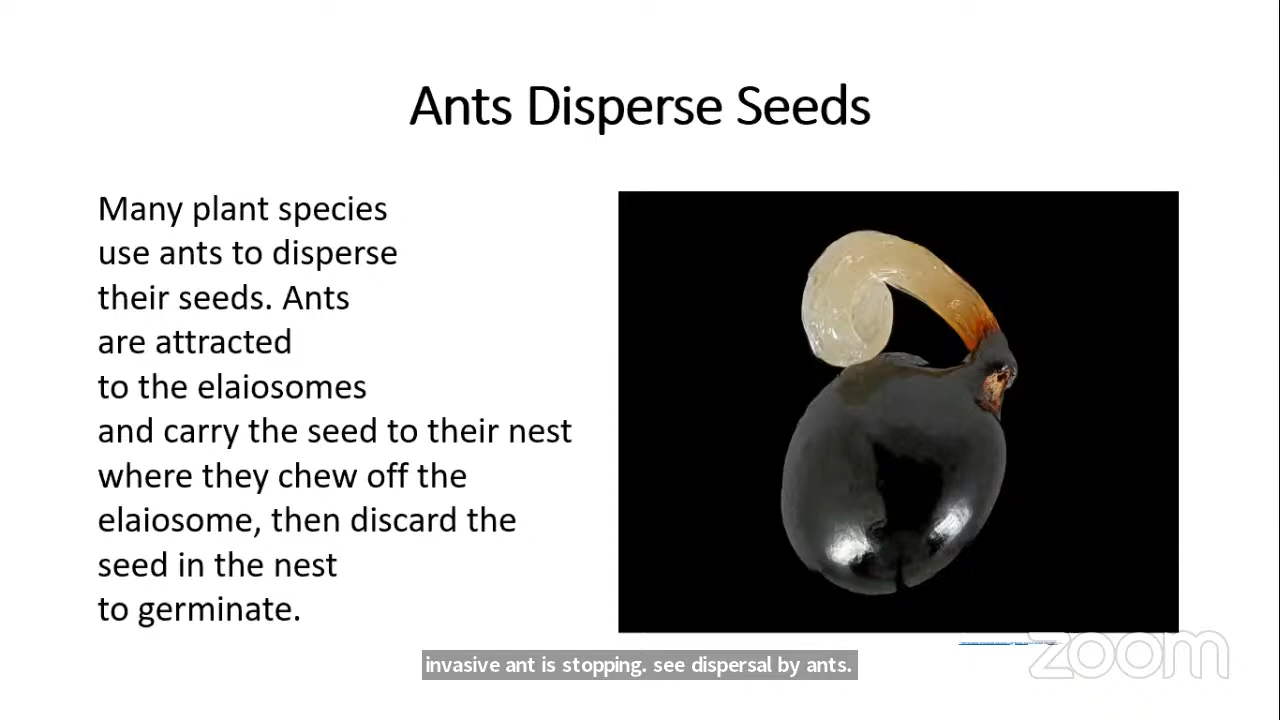 Ants Disperse Seeds
Many plant species
use ants to disperse
their seeds. Ants
are attracted
to the elaiosomes
and carry the seed to their nest
where they chew off the
elaiosome, then discard the
seed in the nest
to germinate.
zoom
invasive ant is stopping. see dispersal by ants.